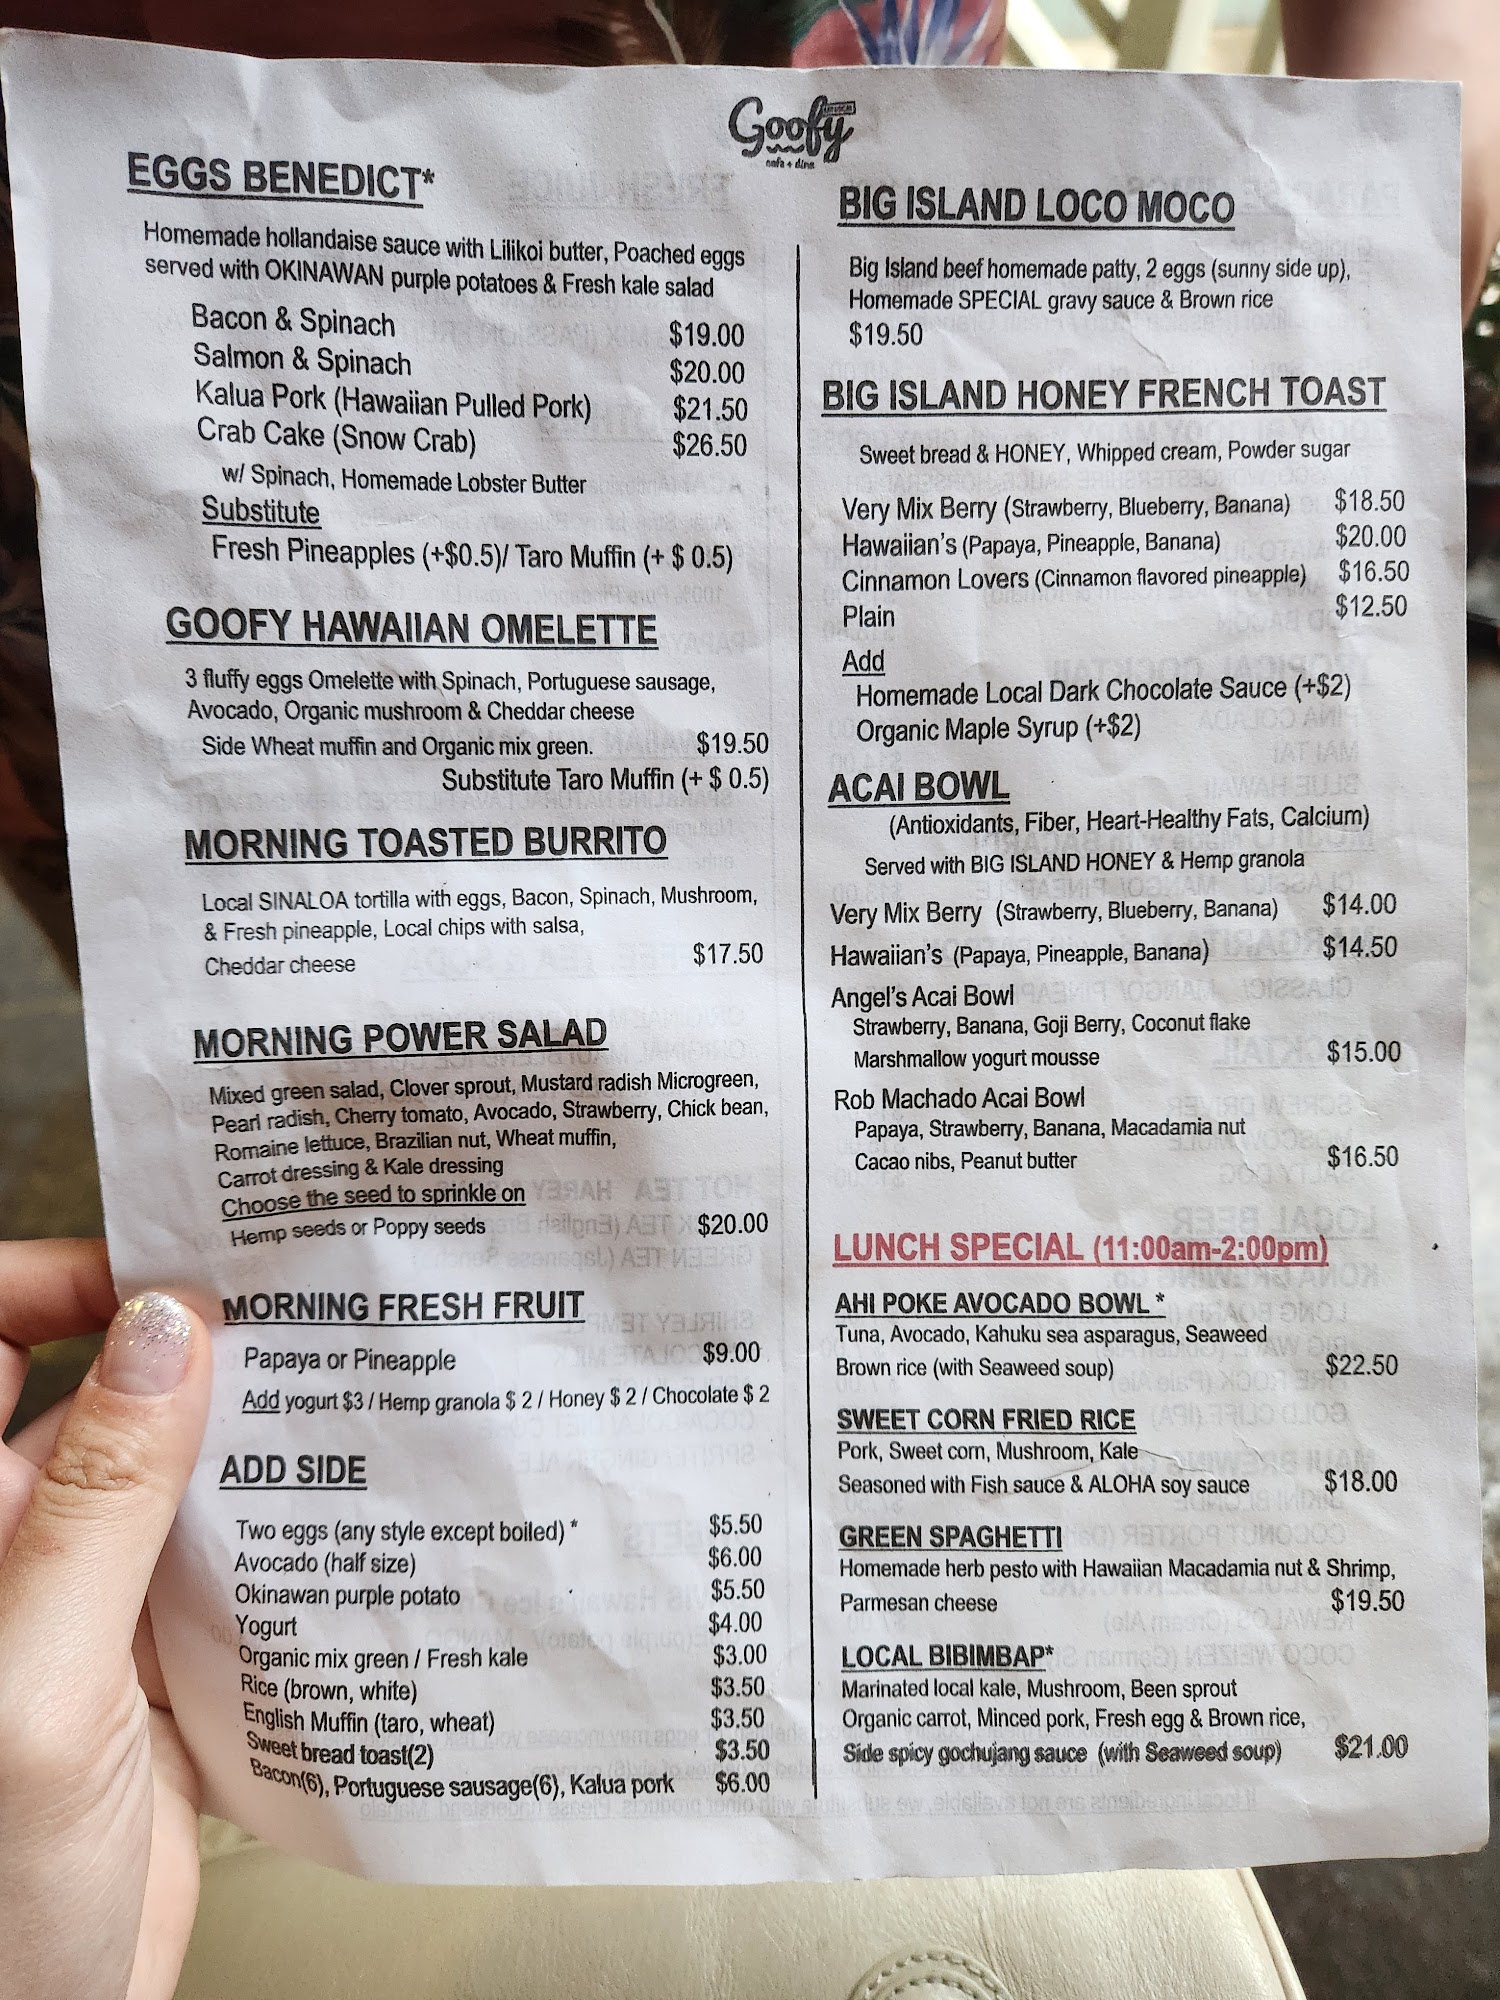 Goofy
cafe + dine
EGGS BENEDICT*
Homemade hollandaise sauce with Lilikoi butter, Poached eggs
served with OKINAWAN purple potatoes & Fresh kale salad
Bacon & Spinach $19.00
Salmon & Spinach $20.00
Kalua Pork (Hawaiian Pulled Pork) $21.50
Crab Cake (Snow Crab) $26.50
w/ Spinach, Homemade Lobster Butter
Substitute
Fresh Pineapples (+$0.5)/ Taro Muffin (+ $ 0.5)
GOOFY HAWAIIAN OMELETTE
3 fluffy eggs Omelette with Spinach, Portuguese sausage,
Avocado, Organic mushroom & Cheddar cheese
Side Wheat muffin and Organic mix green. $19.50
Substitute Taro Muffin (+ $ 0.5)
MORNING TOASTED BURRITO
Local SINALOA tortilla with eggs, Bacon, Spinach, Mushroom,
& Fresh pineapple, Local chips with salsa,
Cheddar cheese $17.50
MORNING POWER SALAD
Mixed green salad, Clover sprout, Mustard radish Microgreen,
Pearl radish, Cherry tomato, Avocado, Strawberry, Chick bean,
Romaine lettuce, Brazilian nut, Wheat muffin,
Carrot dressing & Kale dressing
Choose the seed to sprinkle on
Hemp seeds or Poppy seeds $20.00
MORNING FRESH FRUIT
Papaya or Pineapple $9.00
Add yogurt $3 / Hemp granola $ 2 / Honey $ 2 / Chocolate $ 2
ADD SIDE
Two eggs (any style except boiled) * $5.50
Avocado (half size) $6.00
Okinawan purple potato $5.50
Yogurt $4.00
Organic mix green / Fresh kale $3.00
Rice (brown, white) $3.50
English Muffin (taro, wheat) $3.50
Sweet bread toast(2) $3.50
Bacon(6), Portuguese sausage(6), Kalua pork $6.00
BIG ISLAND LOCO MOCO
Big Island beef homemade patty, 2 eggs (sunny side up),
Homemade SPECIAL gravy sauce & Brown rice
$19.50
BIG ISLAND HONEY FRENCH TOAST
Sweet bread & HONEY, Whipped cream, Powder sugar
Very Mix Berry (Strawberry, Blueberry, Banana) $18.50
Hawaiian's (Papaya, Pineapple, Banana) $20.00
Cinnamon Lovers (Cinnamon flavored pineapple) $16.50
Plain $12.50
Add
Homemade Local Dark Chocolate Sauce (+$2)
Organic Maple Syrup (+$2)
ACAI BOWL
(Antioxidants, Fiber, Heart-Healthy Fats, Calcium)
Served with BIG ISLAND HONEY & Hemp granola
Very Mix Berry (Strawberry, Blueberry, Banana) $14.00
Hawaiian's (Papaya, Pineapple, Banana) $14.50
Angel's Acai Bowl
Strawberry, Banana, Goji Berry, Coconut flake
Marshmallow yogurt mousse $15.00
Rob Machado Acai Bowl
Papaya, Strawberry, Banana, Macadamia nut
Cacao nibs, Peanut butter $16.50
LUNCH SPECIAL (11:00am-2:00pm)
AHI POKE AVOCADO BOWL *
Tuna, Avocado, Kahuku sea asparagus, Seaweed
Brown rice (with Seaweed soup) $22.50
SWEET CORN FRIED RICE
Pork, Sweet corn, Mushroom, Kale
Seasoned with Fish sauce & ALOHA soy sauce $18.00
GREEN SPAGHETTI
Homemade herb pesto with Hawaiian Macadamia nut & Shrimp,
Parmesan cheese $19.50
LOCAL BIBIMBAP*
Marinated local kale, Mushroom, Been sprout
Organic carrot, Minced pork, Fresh egg & Brown rice,
Side spicy gochujang sauce (with Seaweed soup) $21.00